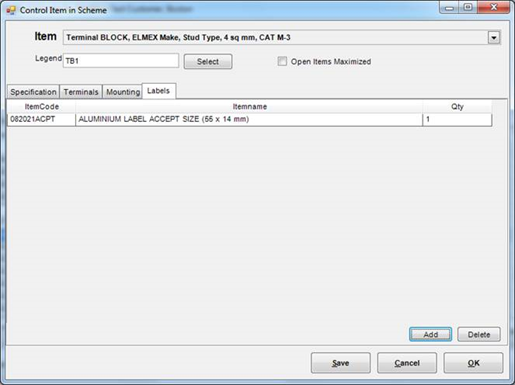 Control Item in Scheme
Item Terminal BLOCK, ELMEX Make, Stud Type, 4 sq mm, CAT M-3
Legend TB1 Select Open Items Maximized
Specification Terminals Mounting Labels
ItemCode Itemname Qty
082021ACPT ALUMINIUM LABEL ACCEPT SIZE (55 x 14 mm) 1
Add Delete
Save Cancel OK